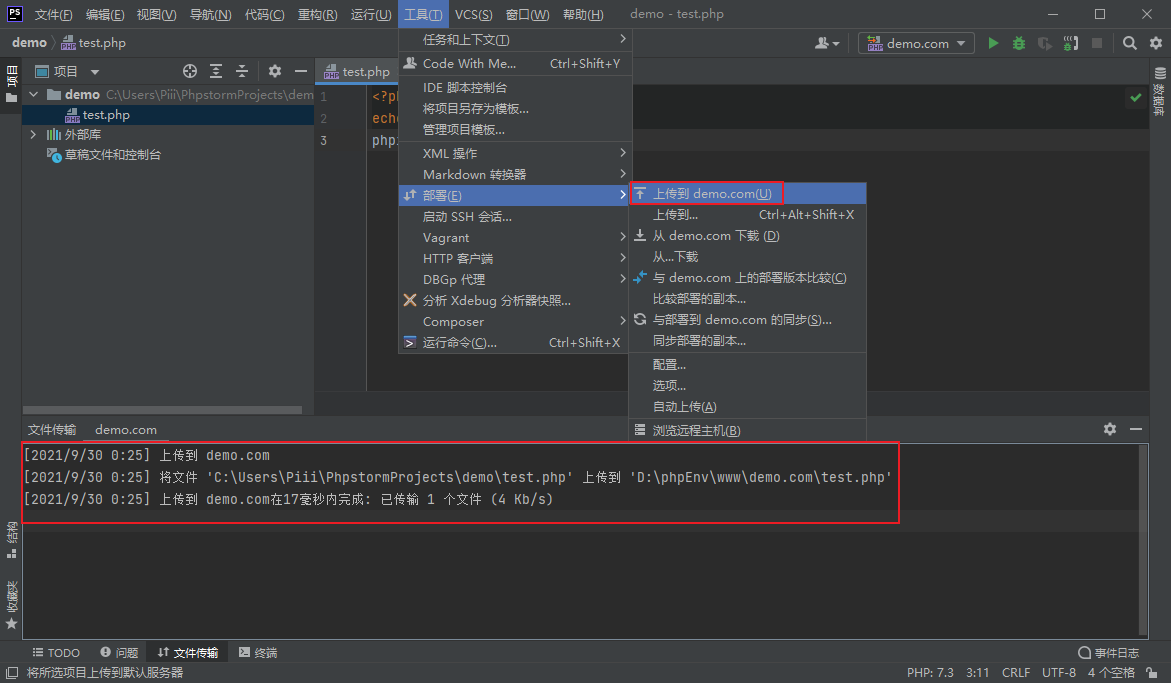 PS 文件(F) 编辑(E) 视图(V) 导航(N) 代码(C) 重构(R) 运行(U) 工具(T) VCS(S) 窗口(W) 帮助(H) demo - test.php
demo test.php
demo.com
项目
项目
test.php
demo C:\Users\Piii\PhpstormProjects\dem
test.php
外部库
草稿文件和控制台
1 <?p
2 echo
3 php
任务和上下文(T)
Code With Me... Ctrl+Shift+Y
IDE 脚本控制台
将项目另存为模板...
管理项目模板...
XML 操作
Markdown 转换器
部署(E)
启动 SSH 会话...
Vagrant
HTTP 客户端
DBGp 代理
分析 Xdebug 分析器快照...
Composer
运行命令(C)... Ctrl+Shift+X
上传到 demo.com(U)
上传到... Ctrl+Alt+Shift+X
从 demo.com 下载 (D)
从...下载
与 demo.com 上的部署版本比较(C)
比较部署的副本...
与部署到 demo.com 的同步(S)...
同步部署的副本...
配置...
选项...
自动上传(A)
浏览远程主机(B)
数据库
文件传输 demo.com
[2021/9/30 0:25] 上传到 demo.com
[2021/9/30 0:25] 将文件 'C:\Users\Piii\PhpstormProjects\demo\test.php' 上传到 'D:\phpEnv\www\demo.com\test.php'
[2021/9/30 0:25] 上传到 demo.com在17毫秒内完成: 已传输 1 个文件 (4 Kb/s)
结构
收藏夹
TODO 问题 文件传输 终端 事件日志
将所选项目上传到默认服务器 PHP: 7.3 3:11 CRLF UTF-8 4 个空格